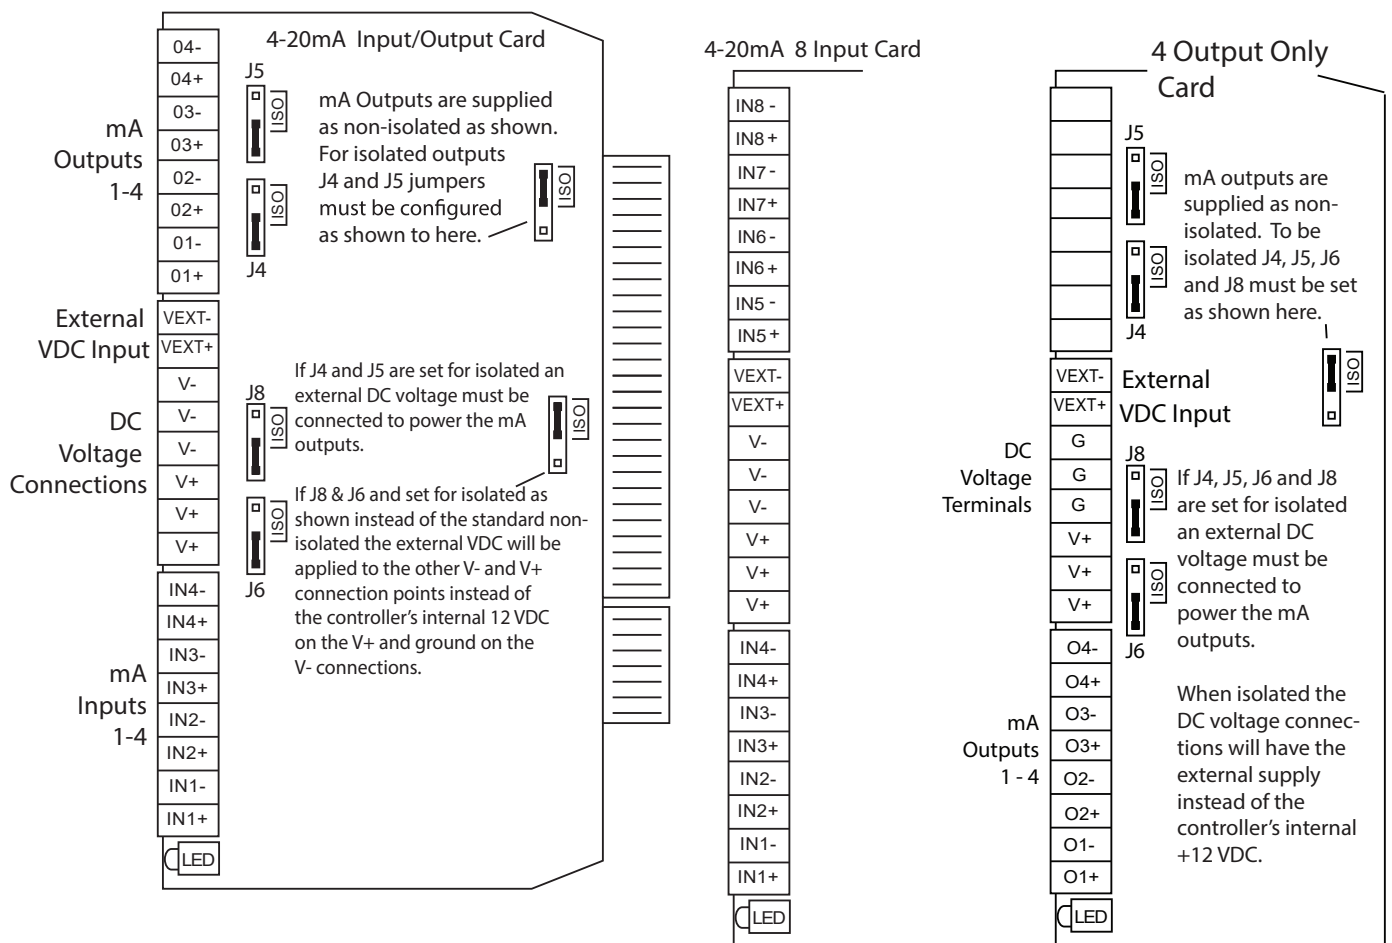 4-20mA Input/Output Card
04-
04+
03-
03+
02-
02+
01-
01+
mA
Outputs
1-4
J5
ISO
ISO
J4
mA Outputs are supplied
as non-isolated as shown.
For isolated outputs
J4 and J5 jumpers
must be configured
as shown to here.
ISO
External
VDC Input
VEXT-
VEXT+
V-
V-
V-
V+
V+
V+
DC
Voltage
Connections
J8
ISO
ISO
J6
If J4 and J5 are set for isolated an
external DC voltage must be
connected to power the mA
outputs.
ISO
If J8 & J6 and set for isolated as
shown instead of the standard non-
isolated the external VDC will be
applied to the other V- and V+
connection points instead of
the controller's internal 12 VDC
on the V+ and ground on the
V- connections.
IN4-
IN4+
IN3-
IN3+
IN2-
IN2+
IN1-
IN1+
mA
Inputs
1-4
LED
4-20mA 8 Input Card
IN8 -
IN8 +
IN7 -
IN7+
IN6 -
IN6 +
IN5 -
IN5 +
VEXT-
VEXT+
V-
V-
V-
V+
V+
V+
IN4-
IN4+
IN3-
IN3+
IN2-
IN2+
IN1-
IN1+
LED
4 Output Only
Card
J5
ISO
ISO
J4
mA outputs are
supplied as non-
isolated. To be
isolated J4, J5, J6
and J8 must be set
as shown here.
ISO
VEXT-
VEXT+
External
VDC Input
G
G
G
V+
V+
V+
DC
Voltage
Terminals
J8
ISO
ISO
J6
If J4, J5, J6 and J8
are set for isolated
an external DC
voltage must be
connected to
power the mA
outputs.
O4-
O4+
O3-
O3+
O2-
O2+
O1-
O1+
mA
Outputs
1 - 4
When isolated the
DC voltage connec-
tions will have the
external supply
instead of the
controller's internal
+12 VDC.
LED